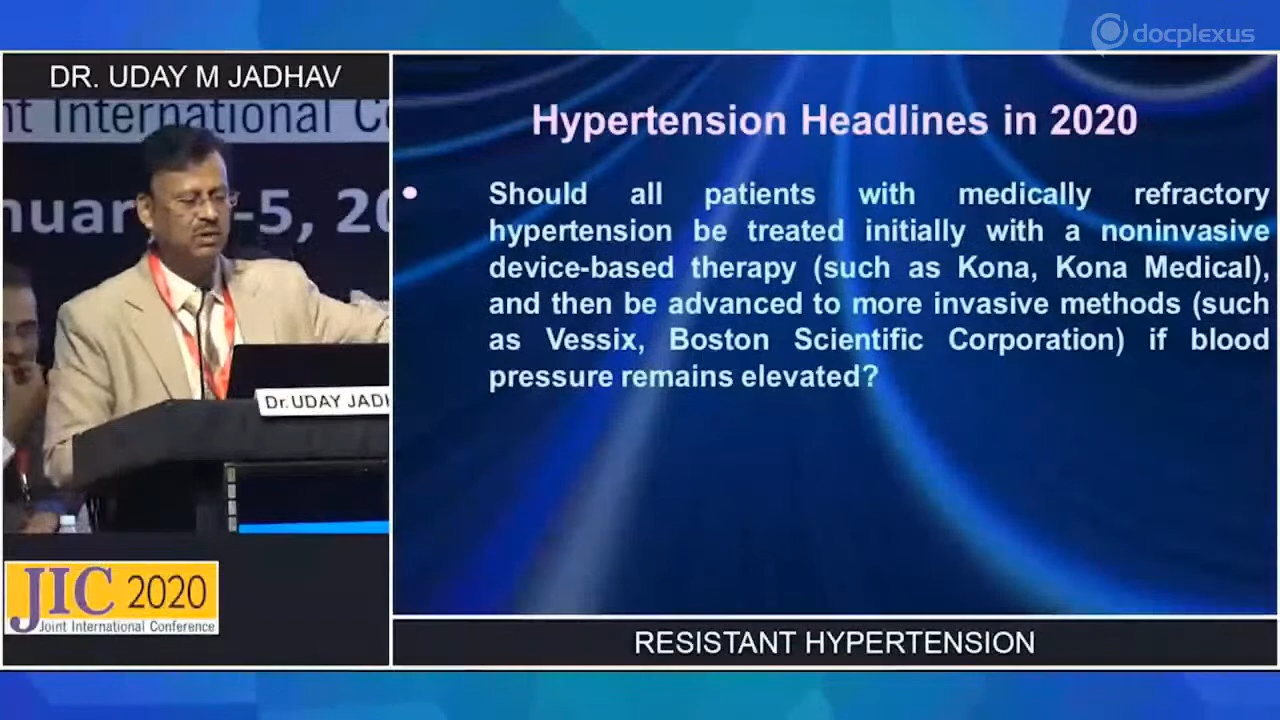 docplexus
DR. UDAY M JADHAV
nt International Co
-5, 20
Dr. UDAY JADH
JIC 2020
Joint International Conference
Hypertension Headlines in 2020
• Should all patients with medically refractory
hypertension be treated initially with a noninvasive
device-based therapy (such as Kona, Kona Medical),
and then be advanced to more invasive methods (such
as Vessix, Boston Scientific Corporation) if blood
pressure remains elevated?
RESISTANT HYPERTENSION